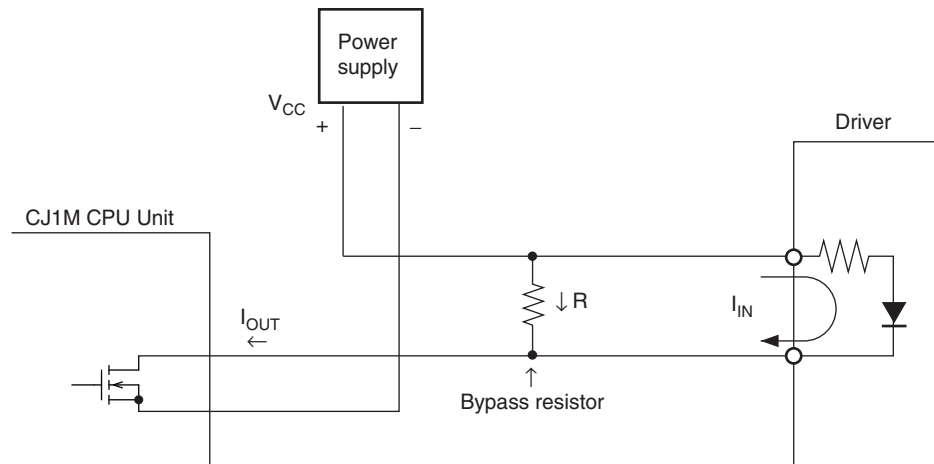 Power
supply
V_CC
+ –
Driver
CJ1M CPU Unit
↓ R
I_IN
I_OUT
←
↑
Bypass resistor